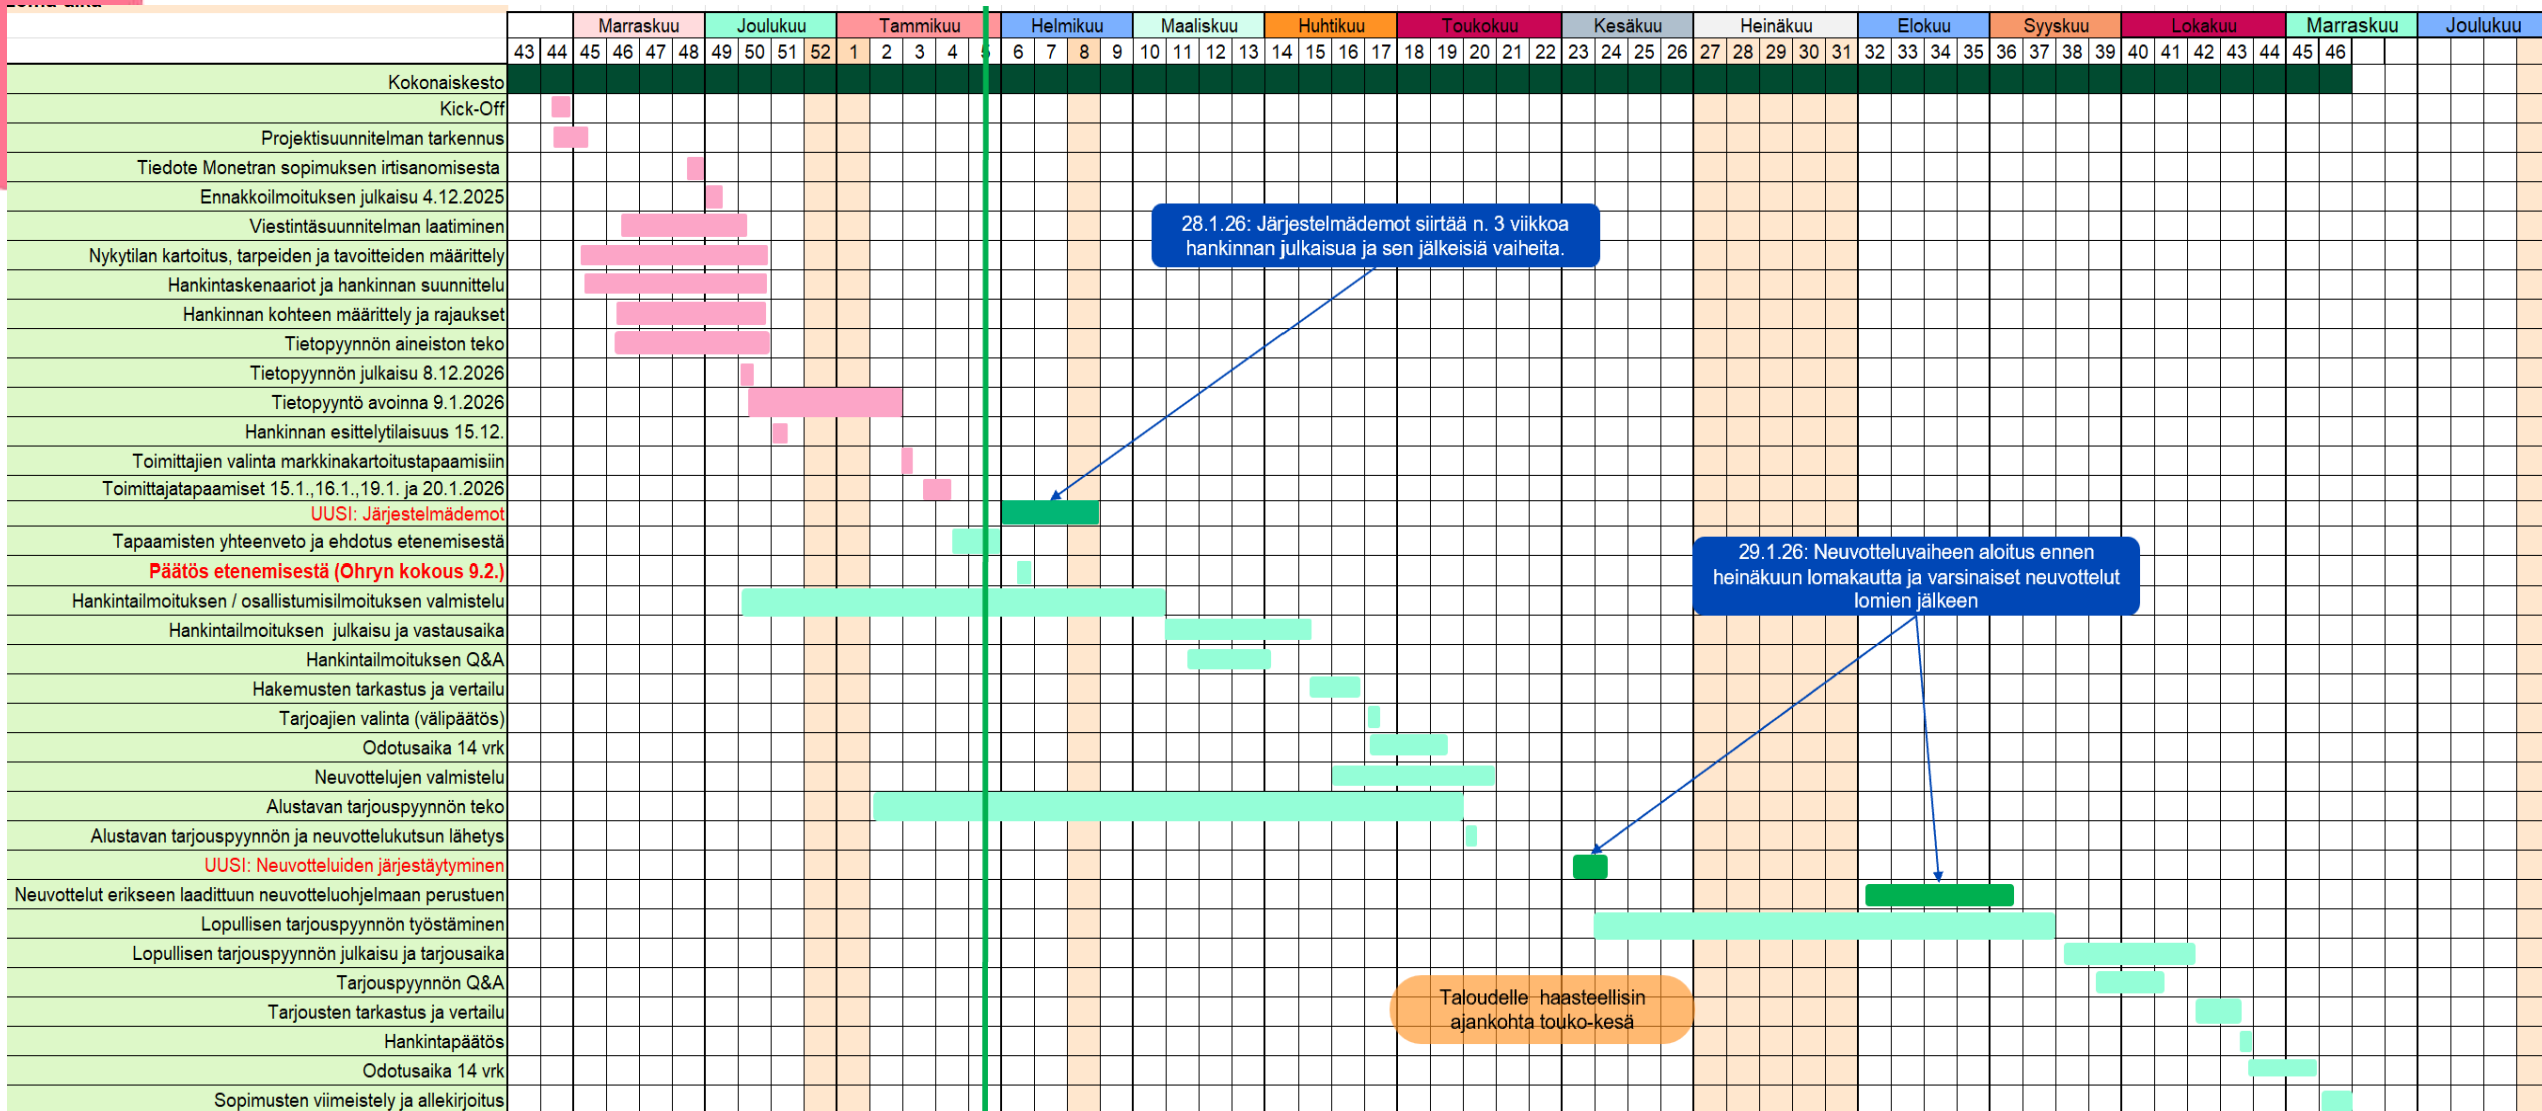 Marraskuu Joulukuu Tammikuu Helmikuu Maaliskuu Huhtikuu Toukokuu Kesäkuu Heinäkuu Elokuu Syyskuu Lokakuu Marraskuu Joulukuu
43 44 45 46 47 48 49 50 51 52 1 2 3 4 5 6 7 8 9 10 11 12 13 14 15 16 17 18 19 20 21 22 23 24 25 26 27 28 29 30 31 32 33 34 35 36 37 38 39 40 41 42 43 44 45 46
Kokonaiskesto
Kick-Off
Projektisuunnitelman tarkennus
Tiedote Monetran sopimuksen irtisanomisesta
Ennakkoilmoituksen julkaisu 4.12.2025
Viestintäsuunnitelman laatiminen
28.1.26: Järjestelmädemot siirtää n. 3 viikkoa
hankinnan julkaisua ja sen jälkeisiä vaiheita.
Nykytilan kartoitus, tarpeiden ja tavoitteiden määrittely
Hankintaskenaariot ja hankinnan suunnittelu
Hankinnan kohteen määrittely ja rajaukset
Tietopyynnön aineiston teko
Tietopyynnön julkaisu 8.12.2026
Tietopyyntö avoinna 9.1.2026
Hankinnan esittelytilaisuus 15.12.
Toimittajien valinta markkinakartoitustapaamisiin
Toimittajatapaamiset 15.1.,16.1.,19.1. ja 20.1.2026
UUSI: Järjestelmädemot
Tapaamisten yhteenveto ja ehdotus etenemisestä
Päätös etenemisestä (Ohryn kokous 9.2.)
29.1.26: Neuvotteluvaiheen aloitus ennen
heinäkuun lomakautta ja varsinaiset neuvottelut
lomien jälkeen
Hankintailmoituksen / osallistumisilmoituksen valmistelu
Hankintailmoituksen julkaisu ja vastausaika
Hankintailmoituksen Q&A
Hakemusten tarkastus ja vertailu
Tarjoajien valinta (välipäätös)
Odotusaika 14 vrk
Neuvottelujen valmistelu
Alustavan tarjouspyynnön teko
Alustavan tarjouspyynnön ja neuvottelukutsun lähetys
UUSI: Neuvotteluiden järjestäytyminen
Neuvottelut erikseen laadittuun neuvotteluohjelmaan perustuen
Lopullisen tarjouspyynnön työstäminen
Lopullisen tarjouspyynnön julkaisu ja tarjousaika
Tarjouspyynnön Q&A
Taloudelle haasteellisin
ajankohta touko-kesä
Tarjousten tarkastus ja vertailu
Hankintapäätös
Odotusaika 14 vrk
Sopimusten viimeistely ja allekirjoitus